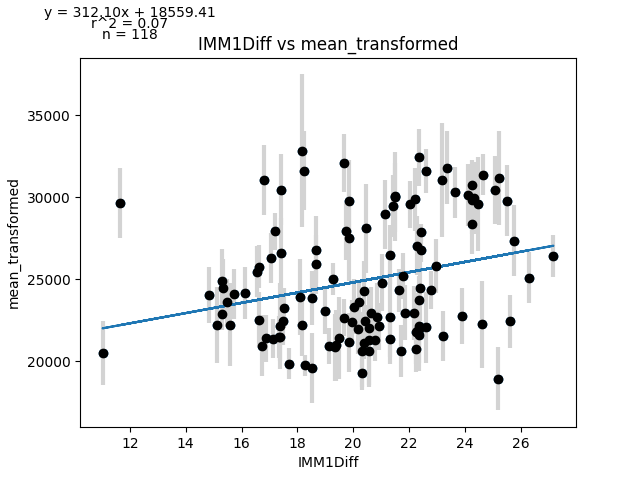 y = 312.10x + 18559.41
r^2 = 0.07
n = 118
IMM1Diff vs mean_transformed
mean_transformed
35000
30000
25000
20000
12 14 16 18 20 22 24 26
IMM1Diff